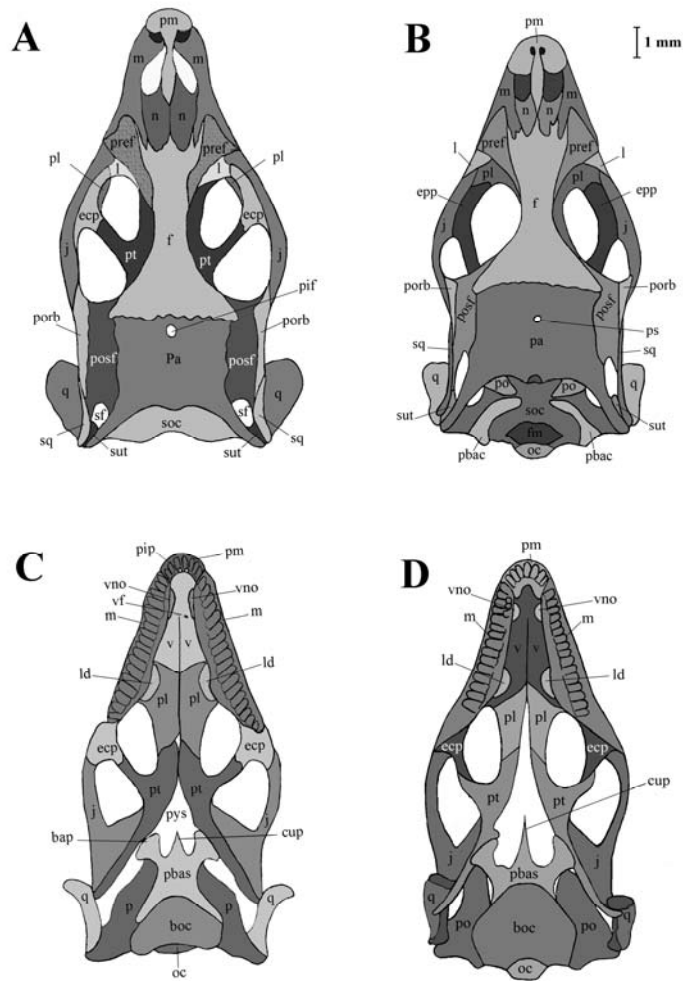 A
pm
m m
n n
pref pref
pl pl
l l
ecp ecp
j j
f
pt pt
pif
porb porb
posf posf
Pa
q q
sf sf
soc
sq sq
sut sut
B
1 mm
pm
m m
n n
pref pref
l l
pl pl
epp epp
f
j j
porb porb
posf posf
ps
sq sq
pa
q q
po po
soc
sut sut
fm
pbac pbac
oc
C
pip pm
vno vno
vf
m m
v v
ld ld
pl pl
ecp ecp
pt pt
j j
pys
bap cup
pbas
q q
p p
boc
oc
D
pm
vno vno
m m
v v
ld ld
pl pl
ecp ecp
pt pt
cup
j j
pbas
q q
po boc po
oc